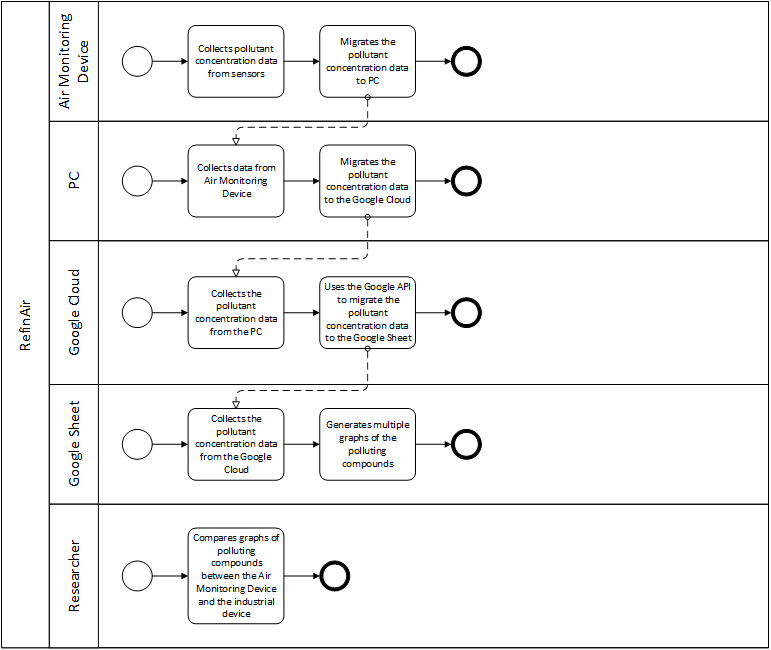 RefinAir
Air Monitoring
Device
Collects pollutant
concentration data
from sensors
Migrates the
pollutant
concentration data
to PC
PC
Collects data from
Air Monitoring
Device
Migrates the
pollutant
concentration data
to the Google Cloud
Google Cloud
Collects the
pollutant
concentration data
from the PC
Uses the Google API
to migrate the
pollutant
concentration data
to the Google Sheet
Google Sheet
Collects the
pollutant
concentration data
from the Google
Cloud
Generates multiple
graphs of the
polluting
compounds
Researcher
Compares graphs of
polluting
compounds
between the Air
Monitoring Device
and the industrial
device